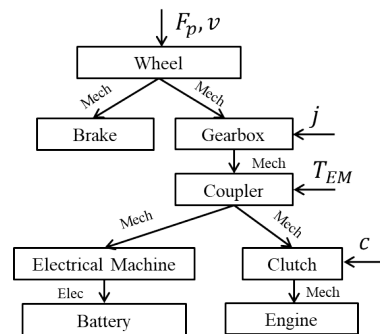 F_p, v
Wheel
Mech
Mech
Brake
Gearbox
j
Mech
Coupler
T_EM
Mech
Mech
Electrical Machine
Clutch
c
Elec
Mech
Battery
Engine